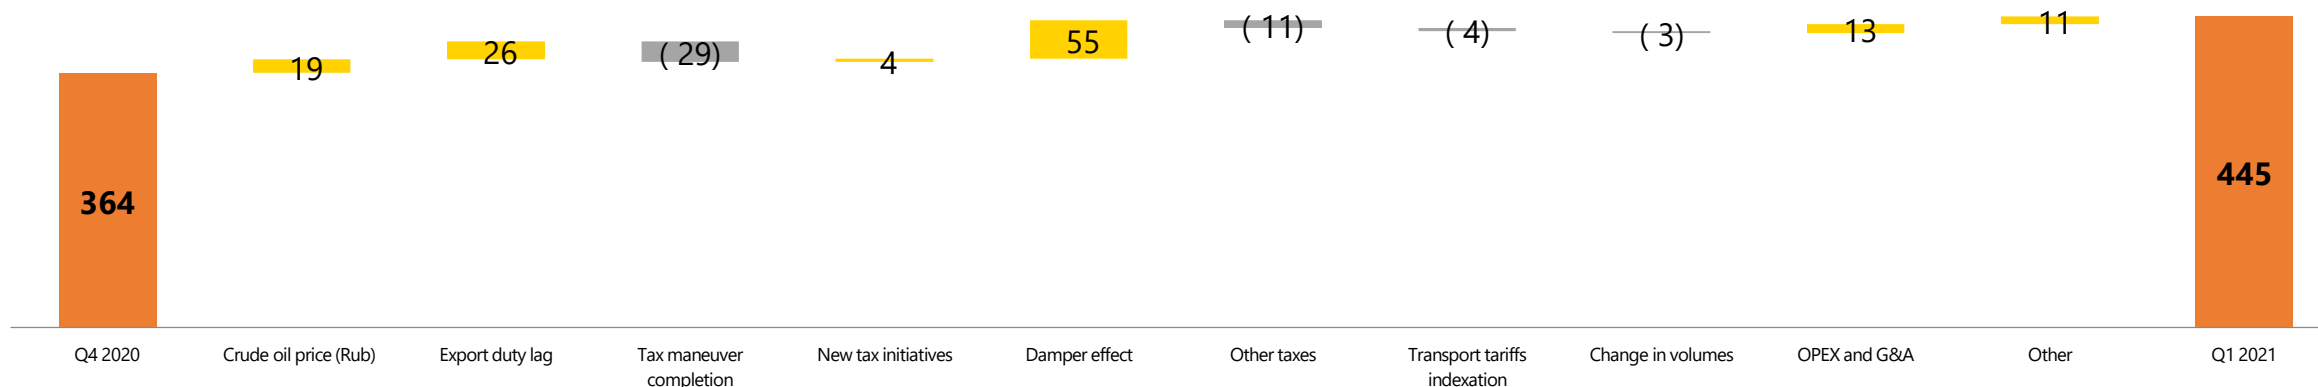 364
19
26
( 29)
4
55
( 11)
( 4)
( 3)
13
11
445
Q4 2020
Crude oil price (Rub)
Export duty lag
Tax maneuver
completion
New tax initiatives
Damper effect
Other taxes
Transport tariffs
indexation
Change in volumes
OPEX and G&A
Other
Q1 2021